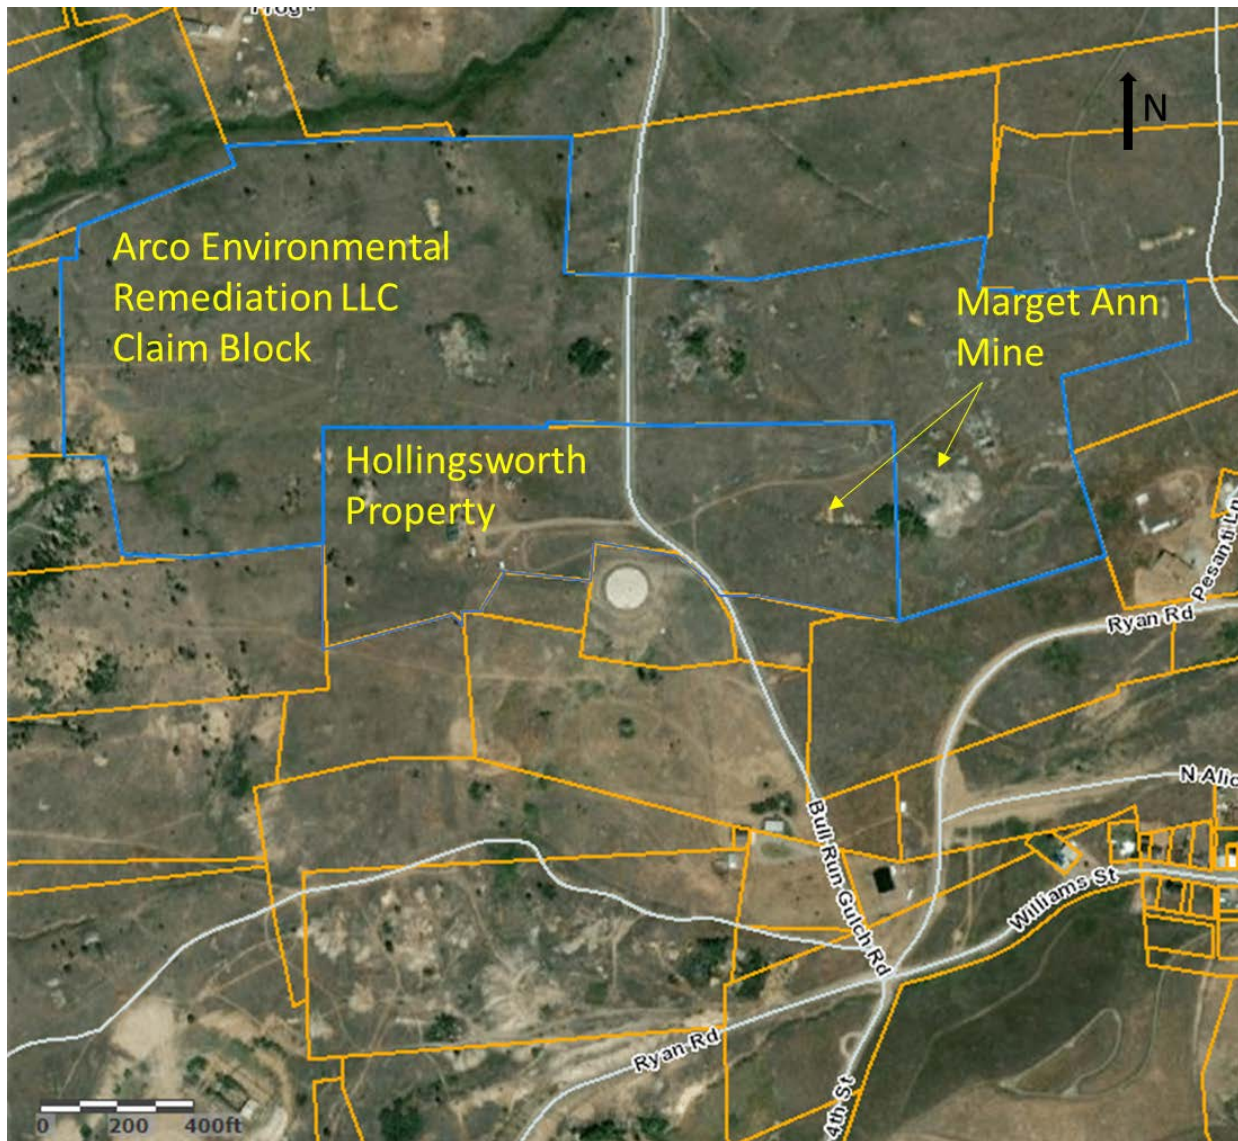 N
Arco Environmental
Remediation LLC
Claim Block
Marget Ann
Mine
Hollingsworth
Property
Pesanti Ln
Ryan Rd
N Alic
Bull Run Gulch Rd
Williams St
Ryan Rd
4th St
0 200 400ft